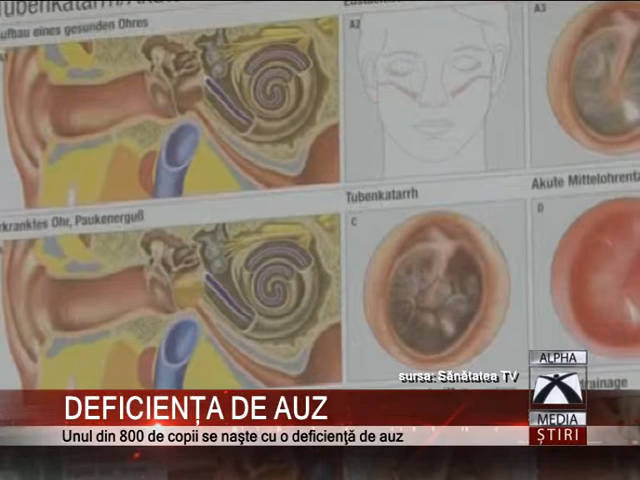 Tubenkatarrh/
ufbau eines gesunden Ohres
A2
A3
Tubenkatarrh
Akute Mittelohrentz
rkranktes Ohr, Paukenerguß
C
D
sursa: Sănătatea TV
rainage
ALPHA
MEDIA
ȘTIRI
DEFICIENȚA DE AUZ
Unul din 800 de copii se naște cu o deficiență de auz